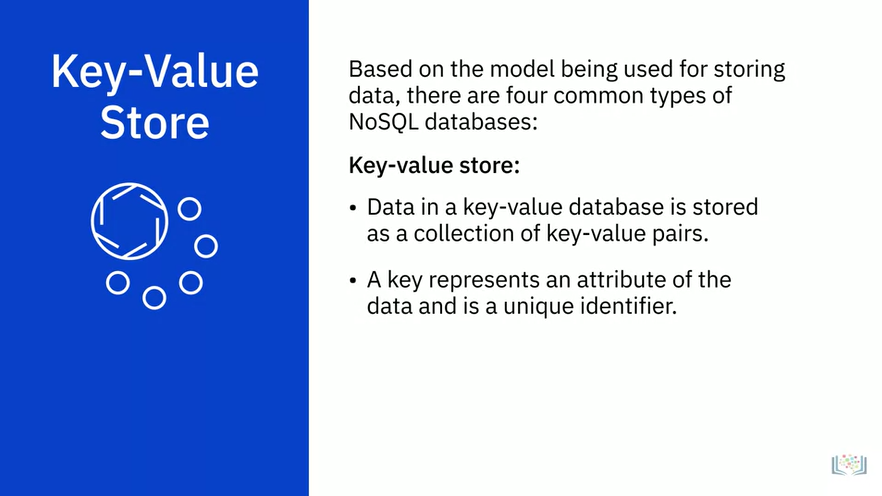 Key-Value
Store
Based on the model being used for storing
data, there are four common types of
NoSQL databases:
Key-value store:
• Data in a key-value database is stored
as a collection of key-value pairs.
• A key represents an attribute of the
data and is a unique identifier.